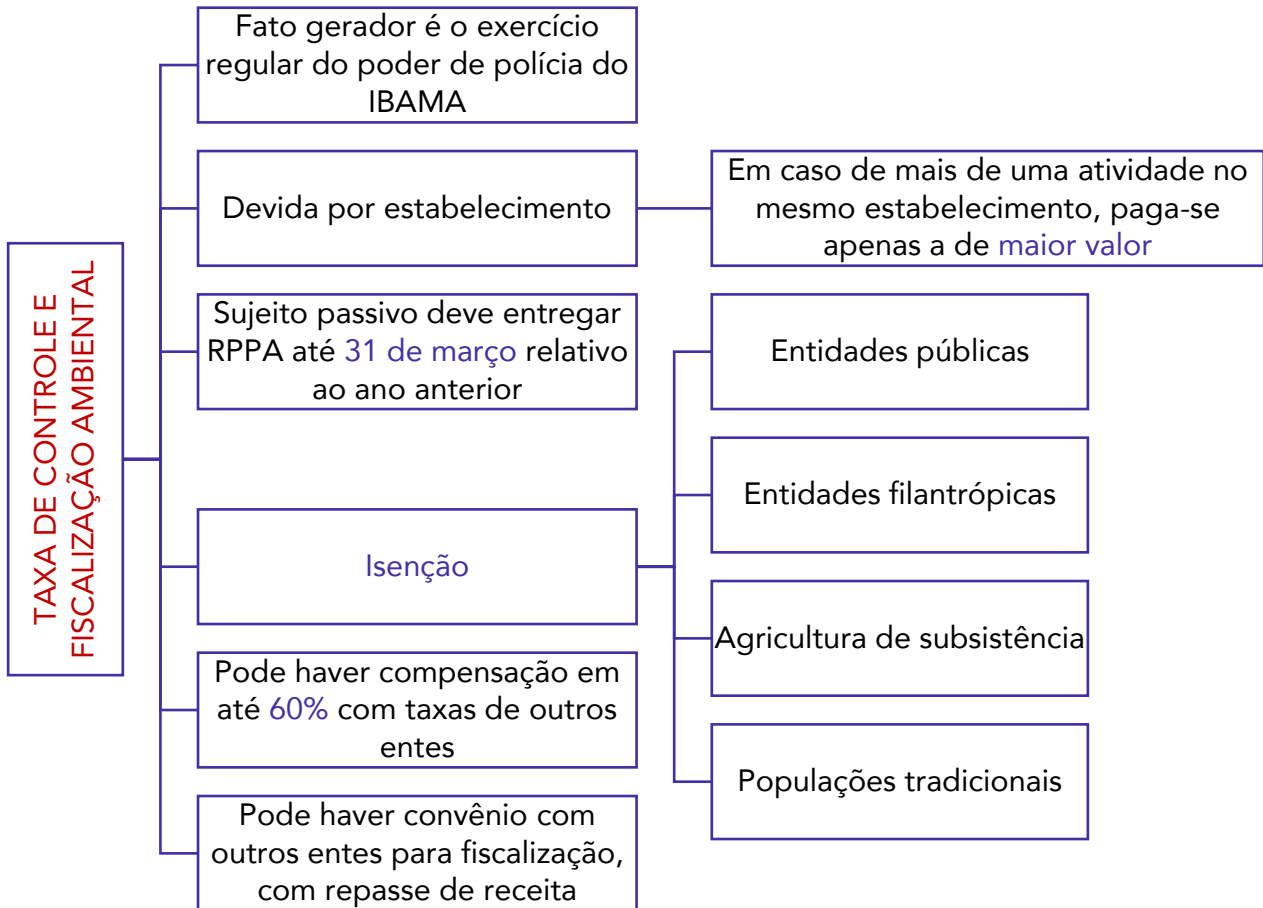 TAXA DE CONTROLE E
FISCALIZAÇÃO AMBIENTAL
Fato gerador é o exercício
regular do poder de polícia do
IBAMA
Devida por estabelecimento
Em caso de mais de uma atividade no
mesmo estabelecimento, paga-se
apenas a de maior valor
Sujeito passivo deve entregar
RPPA até 31 de março relativo
ao ano anterior
Isenção
Entidades públicas
Entidades filantrópicas
Agricultura de subsistência
Populações tradicionais
Pode haver compensação em
até 60% com taxas de outros
entes
Pode haver convênio com
outros entes para fiscalização,
com repasse de receita